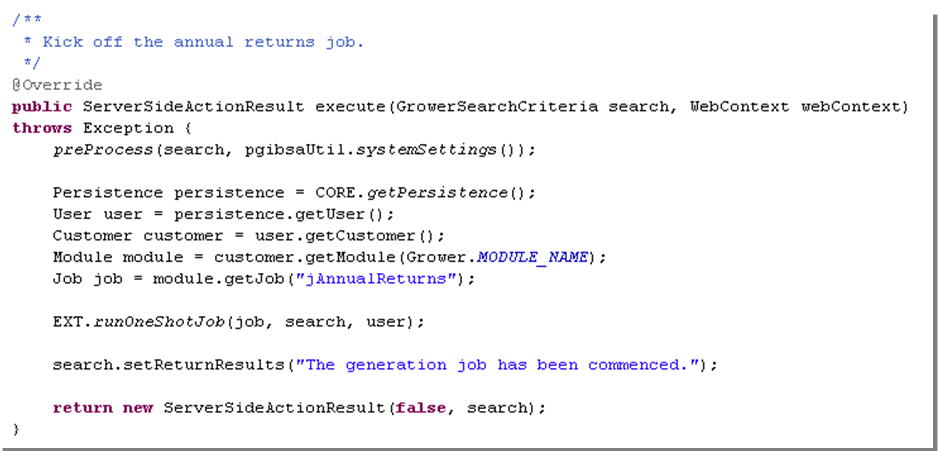 /**
 * Kick off the annual returns job.
 */
@Override
public ServerSideActionResult execute(GrowerSearchCriteria search, WebContext webContext)
throws Exception {
    preProcess(search, pgibsaUtil.systemSettings());

    Persistence persistence = CORE.getPersistence();
    User user = persistence.getUser();
    Customer customer = user.getCustomer();
    Module module = customer.getModule(Grower.MODULE_NAME);
    Job job = module.getJob("jAnnualReturns");

    EXT.runOneShotJob(job, search, user);

    search.setReturnResults("The generation job has been commenced.");

    return new ServerSideActionResult(false, search);
}